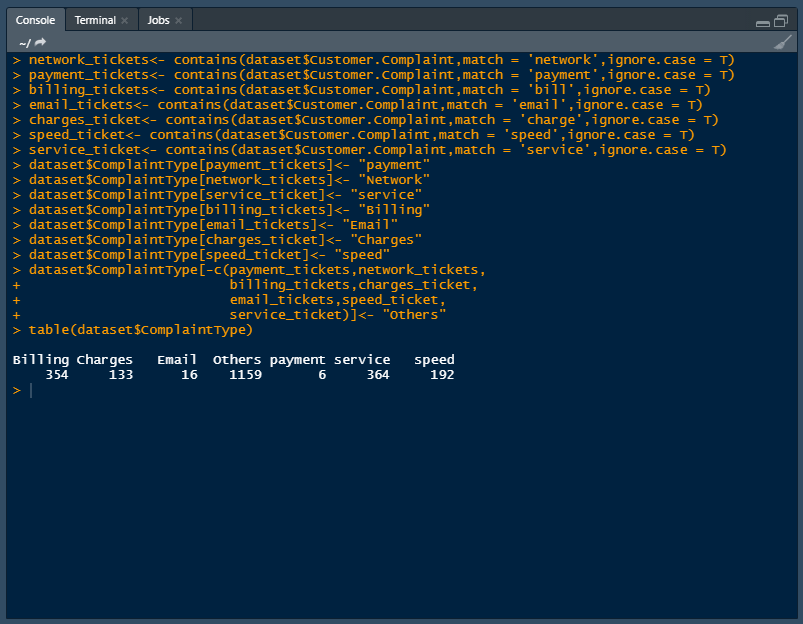 Console Terminal Jobs
~/
> network_tickets<- contains(dataset$Customer.Complaint,match = 'network',ignore.case = T)
> payment_tickets<- contains(dataset$Customer.Complaint,match = 'payment',ignore.case = T)
> billing_tickets<- contains(dataset$Customer.Complaint,match = 'bill',ignore.case = T)
> email_tickets<- contains(dataset$Customer.Complaint,match = 'email',ignore.case = T)
> charges_ticket<- contains(dataset$Customer.Complaint,match = 'charge',ignore.case = T)
> speed_ticket<- contains(dataset$Customer.Complaint,match = 'speed',ignore.case = T)
> service_ticket<- contains(dataset$Customer.Complaint,match = 'service',ignore.case = T)
> dataset$ComplaintType[payment_tickets]<- "payment"
> dataset$ComplaintType[network_tickets]<- "Network"
> dataset$ComplaintType[service_ticket]<- "service"
> dataset$ComplaintType[billing_tickets]<- "Billing"
> dataset$ComplaintType[email_tickets]<- "Email"
> dataset$ComplaintType[charges_ticket]<- "Charges"
> dataset$ComplaintType[speed_ticket]<- "speed"
> dataset$ComplaintType[-c(payment_tickets,network_tickets,
+                          billing_tickets,charges_ticket,
+                          email_tickets,speed_ticket,
+                          service_ticket)]<- "Others"
> table(dataset$ComplaintType)
Billing Charges   Email  Others payment service   speed
    354     133      16    1159       6     364     192
>